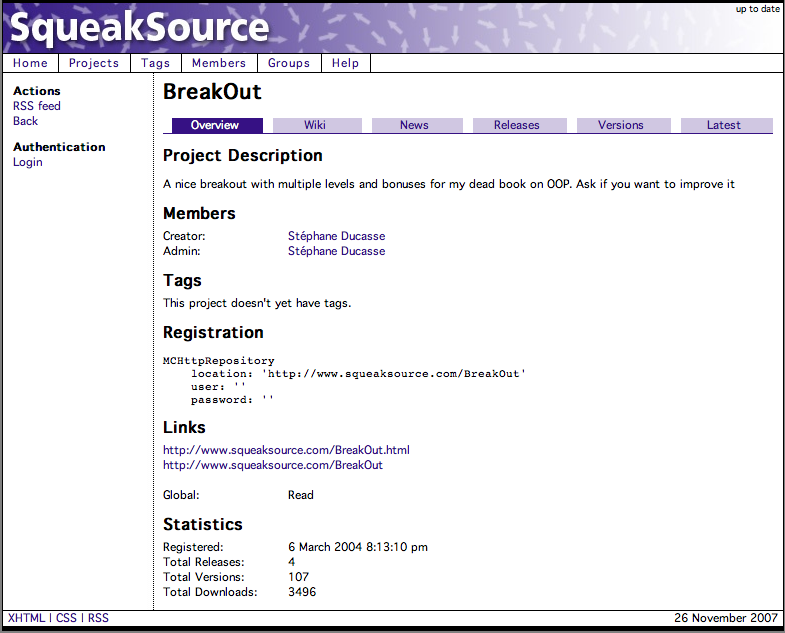 up to date
SqueakSource
Home Projects Tags Members Groups Help
Actions
RSS feed
Back
Authentication
Login
BreakOut
Overview Wiki News Releases Versions Latest
Project Description
A nice breakout with multiple levels and bonuses for my dead book on OOP. Ask if you want to improve it
Members
Creator: Stéphane Ducasse
Admin: Stéphane Ducasse
Tags
This project doesn't yet have tags.
Registration
MCHttpRepository
    location: 'http://www.squeaksource.com/BreakOut'
    user: ''
    password: ''
Links
http://www.squeaksource.com/BreakOut.html
http://www.squeaksource.com/BreakOut
Global: Read
Statistics
Registered: 6 March 2004 8:13:10 pm
Total Releases: 4
Total Versions: 107
Total Downloads: 3496
XHTML | CSS | RSS 26 November 2007